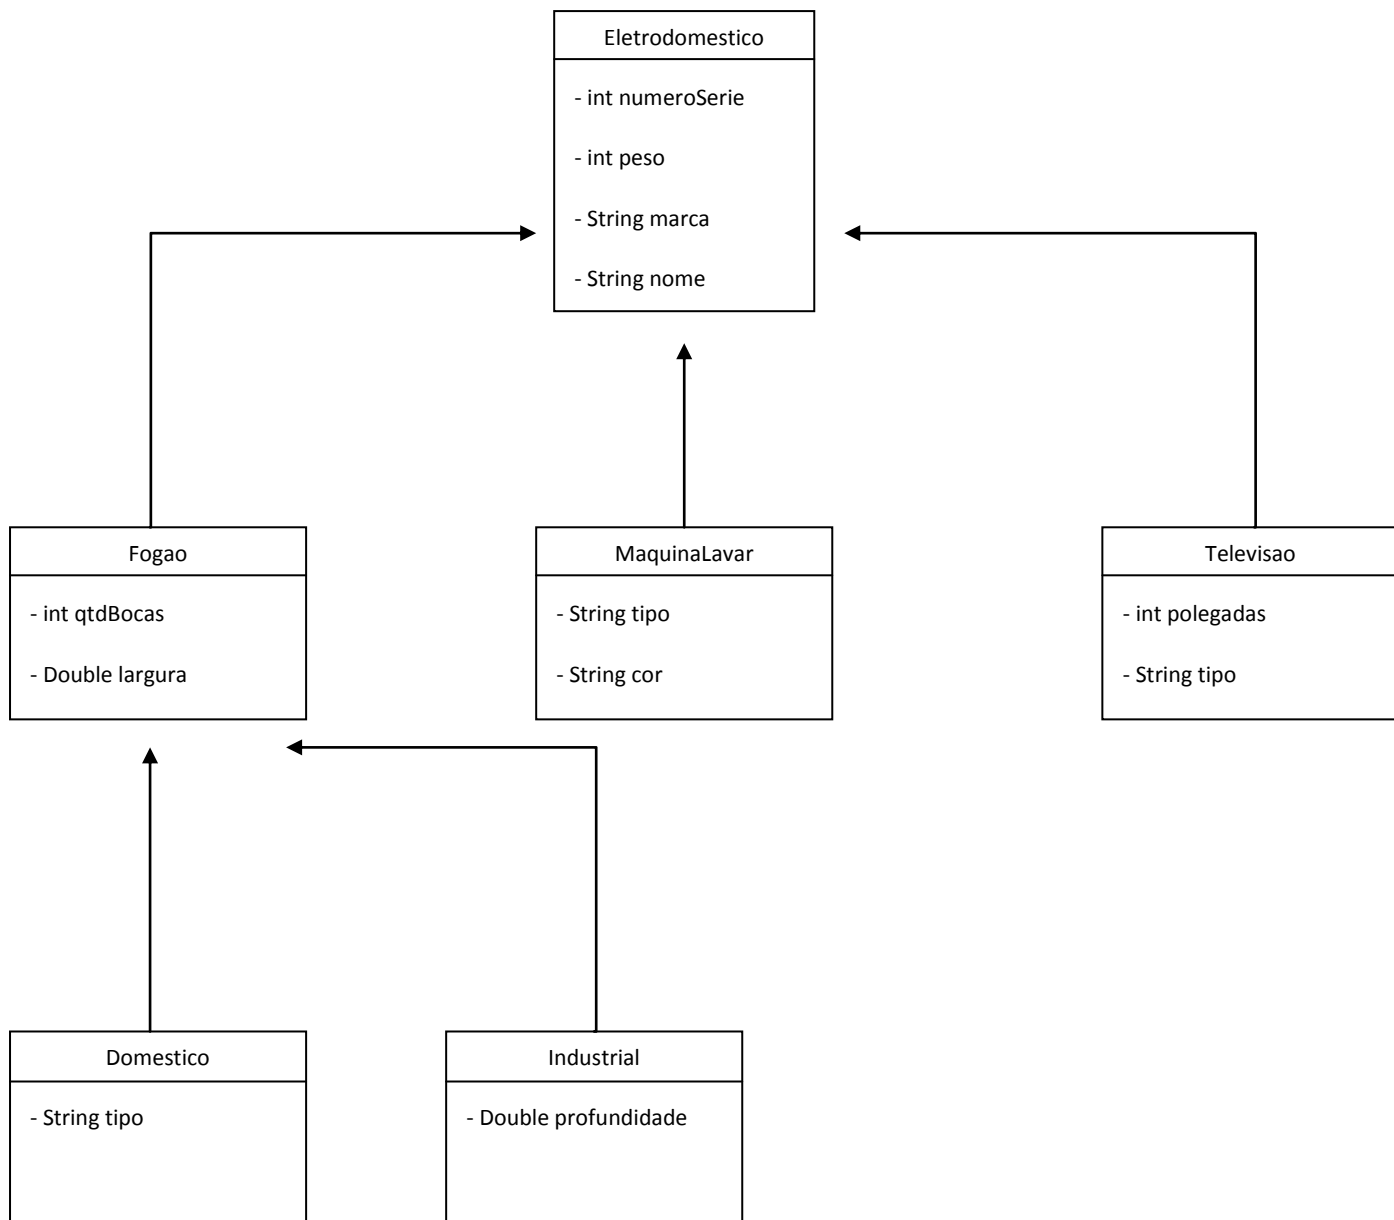 Eletrodomestico
- int numeroSerie
- int peso
- String marca
- String nome
Fogao
- int qtdBocas
- Double largura
MaquinaLavar
- String tipo
- String cor
Televisao
- int polegadas
- String tipo
Domestico
- String tipo
Industrial
- Double profundidade